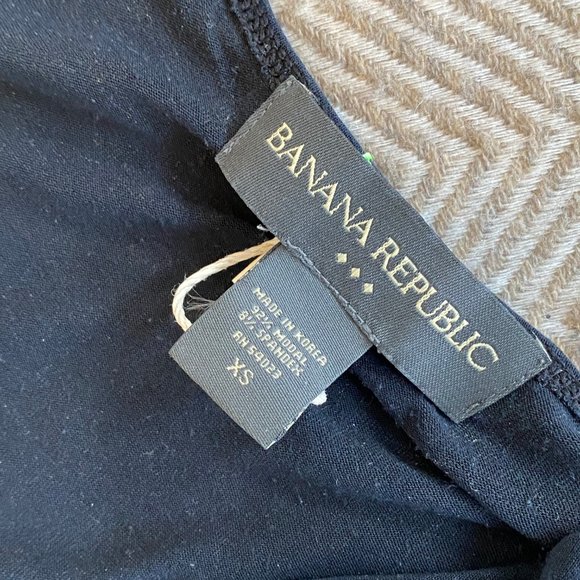 BANANA REPUBLIC
MADE IN KOREA
92% MODAL
8% SPANDEX
RN 54023
XS